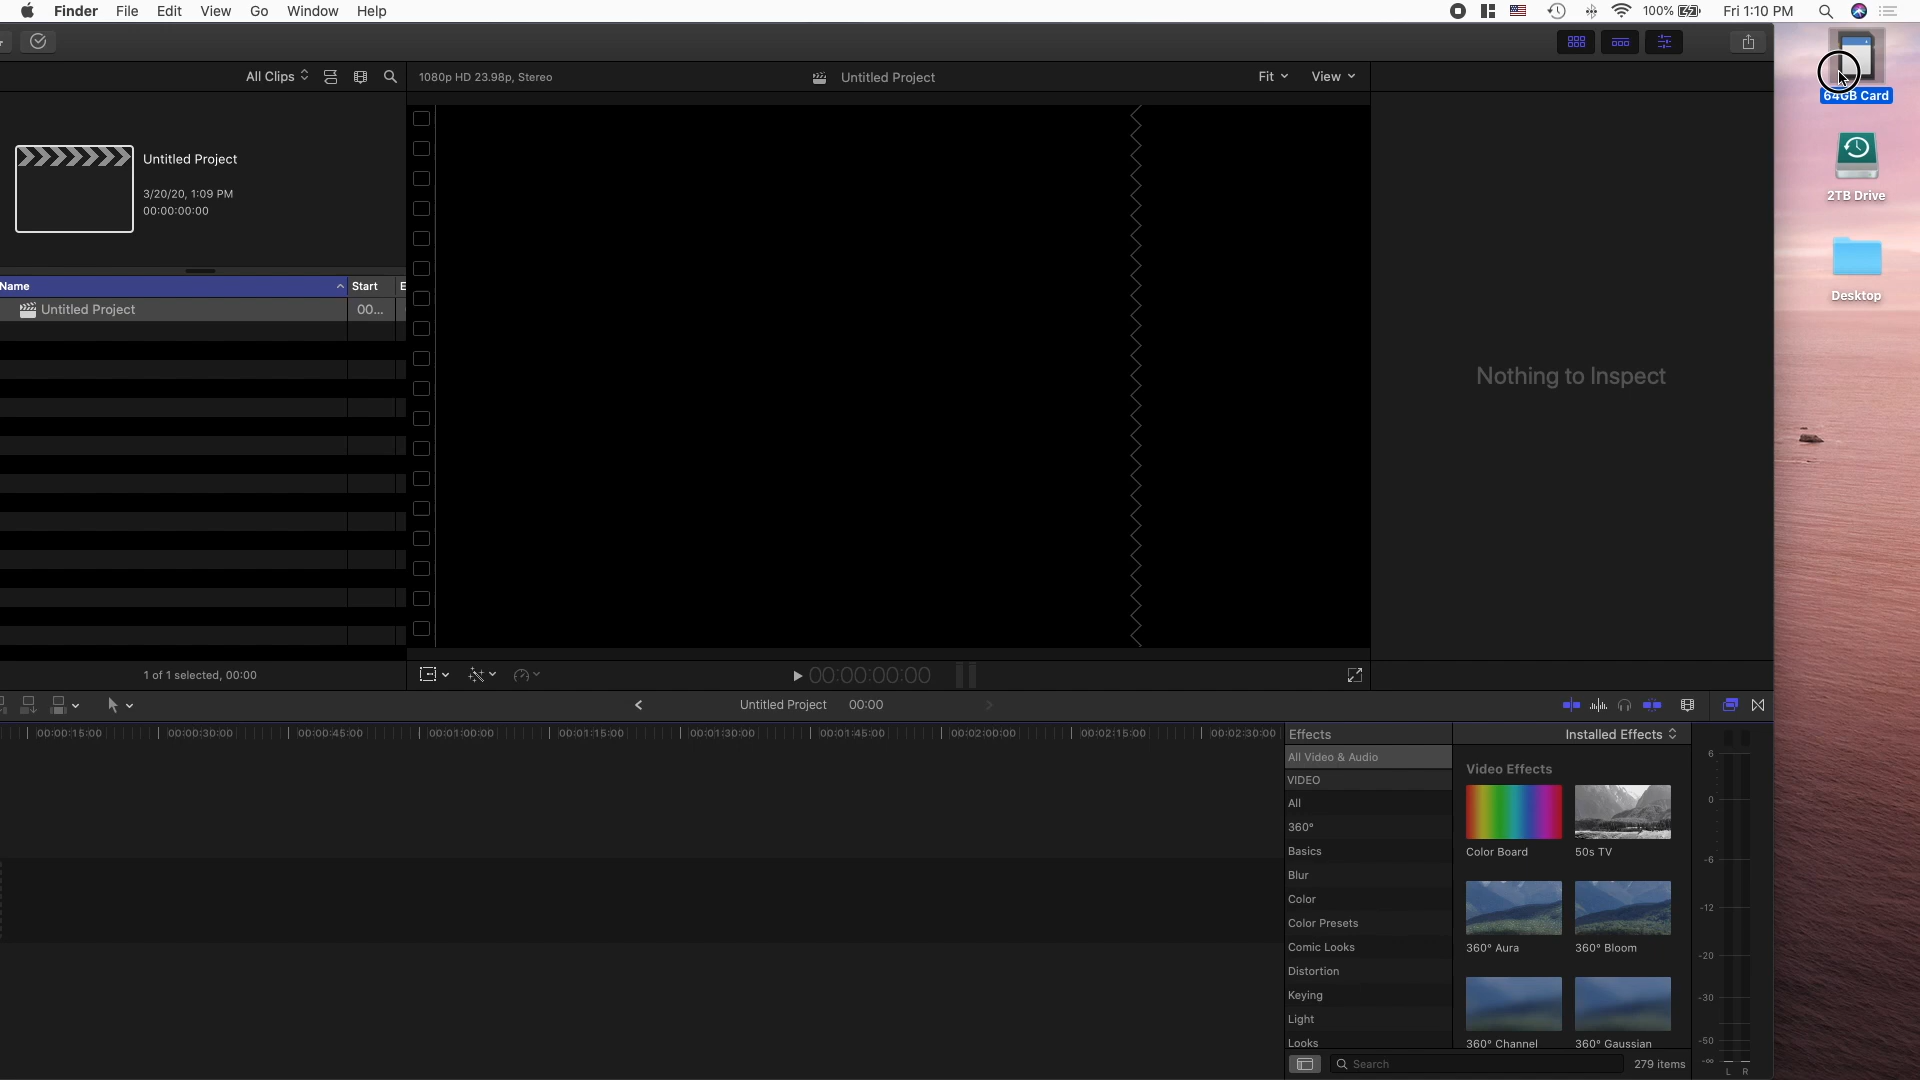 Finder File Edit View Go Window Help
100% Fri 1:10 PM
All Clips
1080p HD 23.98p, Stereo
Untitled Project
Fit View
64GB Card
2TB Drive
Desktop
Untitled Project
3/20/20, 1:09 PM
00:00:00:00
Name Start E
Untitled Project 00...
Nothing to Inspect
1 of 1 selected, 00:00
00:00:00:00
Untitled Project 00:00
00:00:15:00 00:00:30:00 00:00:45:00 00:01:00:00 00:01:15:00 00:01:30:00 00:01:45:00 00:02:00:00 00:02:15:00 00:02:30:00
Effects
Installed Effects
All Video & Audio
VIDEO
All
360°
Basics
Blur
Color
Color Presets
Comic Looks
Distortion
Keying
Light
Looks
Video Effects
Color Board 50s TV
360° Aura 360° Bloom
360° Channel 360° Gaussian
Search
279 items
6
0
-6
-12
-20
-30
-50
-∞
L R